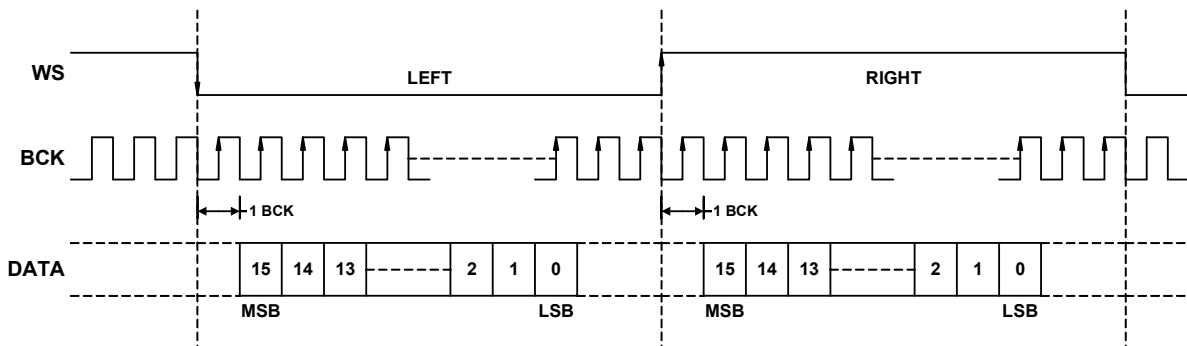 WS
LEFT
RIGHT
BCK
1 BCK
1 BCK
DATA
15 14 13 2 1 0
15 14 13 2 1 0
MSB LSB
MSB LSB